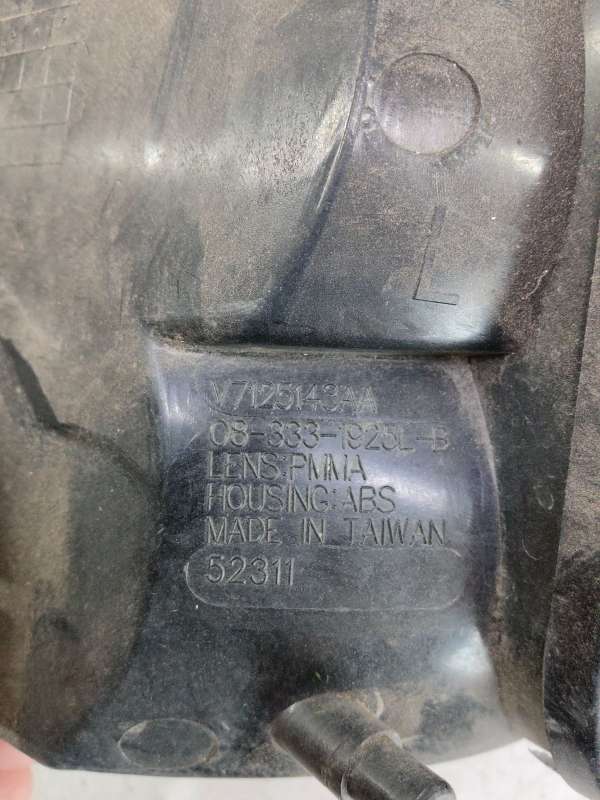 L
V7125143AA
08-333-1925L-B
LENS:PMMA
HOUSING:ABS
MADE IN TAIWAN
52311